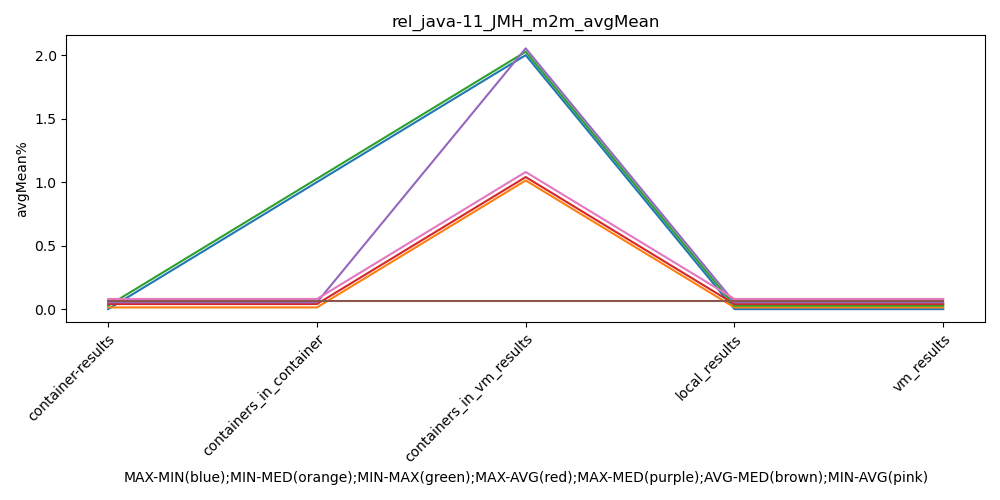 rel_java-11_JMH_m2m_avgMean
avgMean%
2.0
1.5
1.0
0.5
0.0
container-results
containers_in_container
containers_in_vm_results
local_results
vm_results
MAX-MIN(blue);MIN-MED(orange);MIN-MAX(green);MAX-AVG(red);MAX-MED(purple);AVG-MED(brown);MIN-AVG(pink)